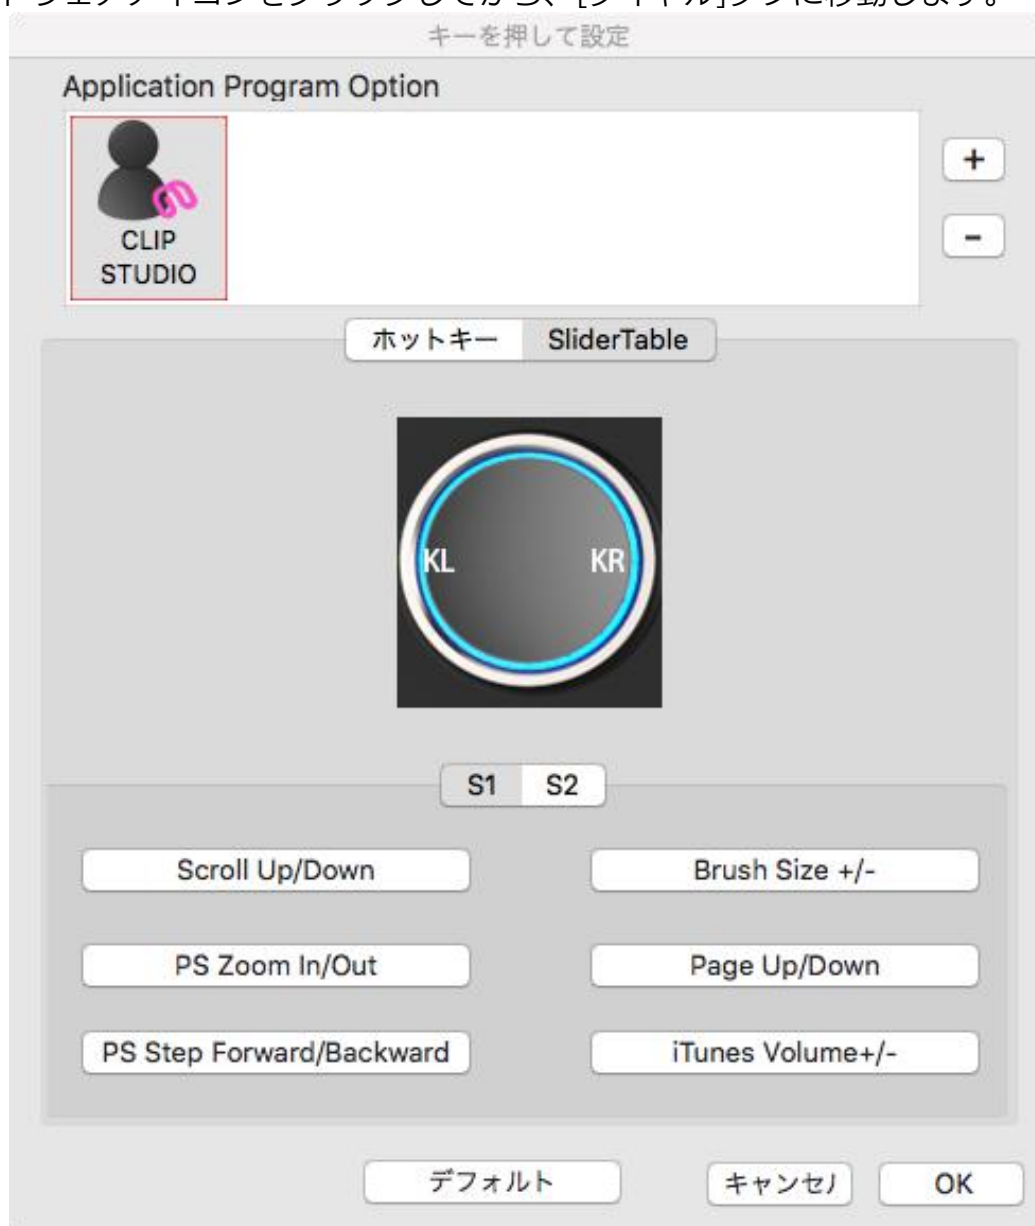 キーを押して設定
Application Program Option
+
CLIP
STUDIO
-
ホットキー SliderTable
KL KR
S1 S2
Scroll Up/Down Brush Size +/-
PS Zoom In/Out Page Up/Down
PS Step Forward/Backward iTunes Volume+/-
デフォルト キャンセ OK